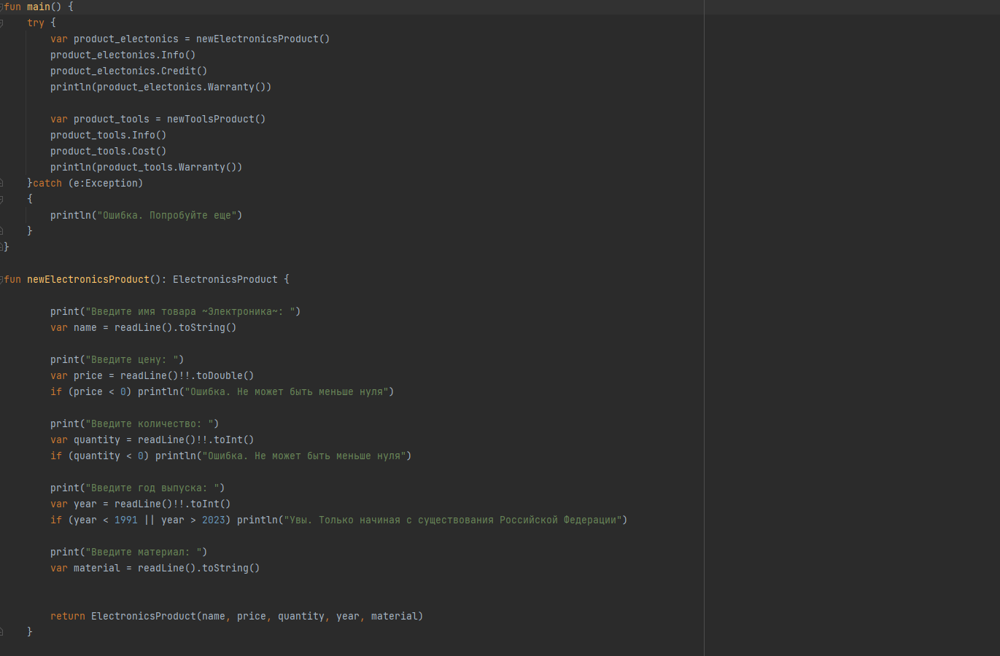 fun main() {
try {
var product_electonics = newElectronicsProduct()
product_electonics.Info()
product_electonics.Credit()
println(product_electonics.Warranty())
var product_tools = newToolsProduct()
product_tools.Info()
product_tools.Cost()
println(product_tools.Warranty())
}catch (e:Exception)
{
println("Ошибка. Попробуйте еще")
}
}
fun newElectronicsProduct(): ElectronicsProduct {
print("Введите имя товара ~Электроника~: ")
var name = readLine().toString()
print("Введите цену: ")
var price = readLine()!!.toDouble()
if (price < 0) println("Ошибка. Не может быть меньше нуля")
print("Введите количество: ")
var quantity = readLine()!!.toInt()
if (quantity < 0) println("Ошибка. Не может быть меньше нуля")
print("Введите год выпуска: ")
var year = readLine()!!.toInt()
if (year < 1991 || year > 2023) println("Увы. Только начиная с существования Российской Федерации")
print("Введите материал: ")
var material = readLine().toString()
return ElectronicsProduct(name, price, quantity, year, material)
}